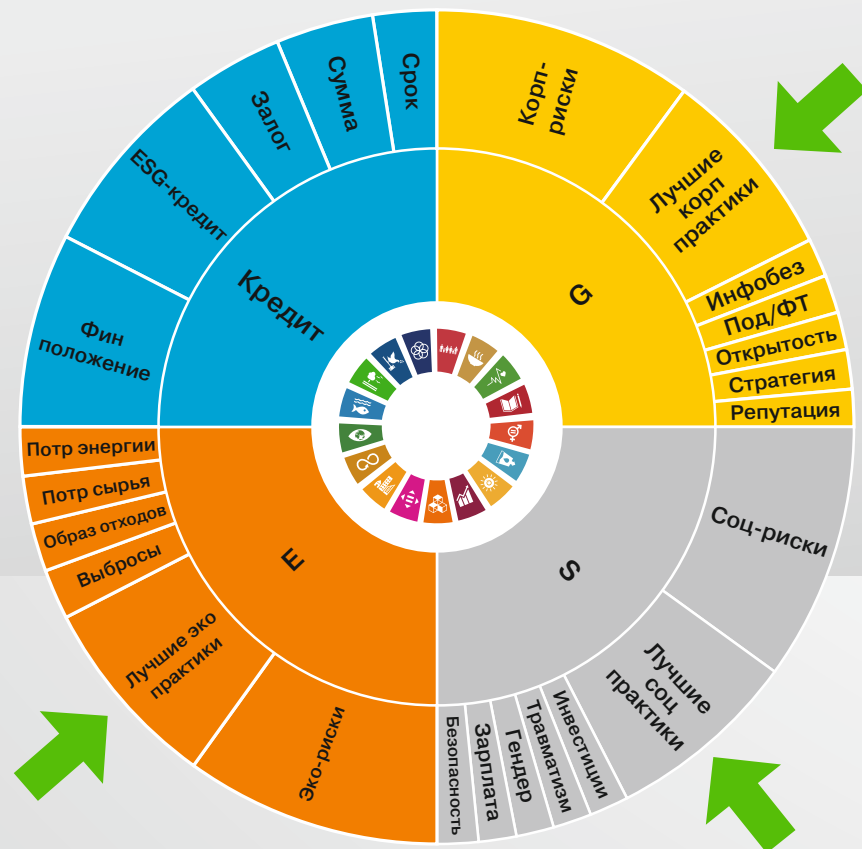 Кредит
Фин
положение
ESG-кредит
Залог
Сумма
Срок
G
Корп-
риски
Лучшие
корп
практики
Инфобез
Под/ФТ
Открытость
Стратегия
Репутация
S
Соц-риски
Лучшие
соц
практики
Инвестиции
Травматизм
Гендер
Зарплата
Безопасность
E
Эко-риски
Лучшие эко
практики
Выбросы
Образ отходов
Потр сырья
Потр энергии